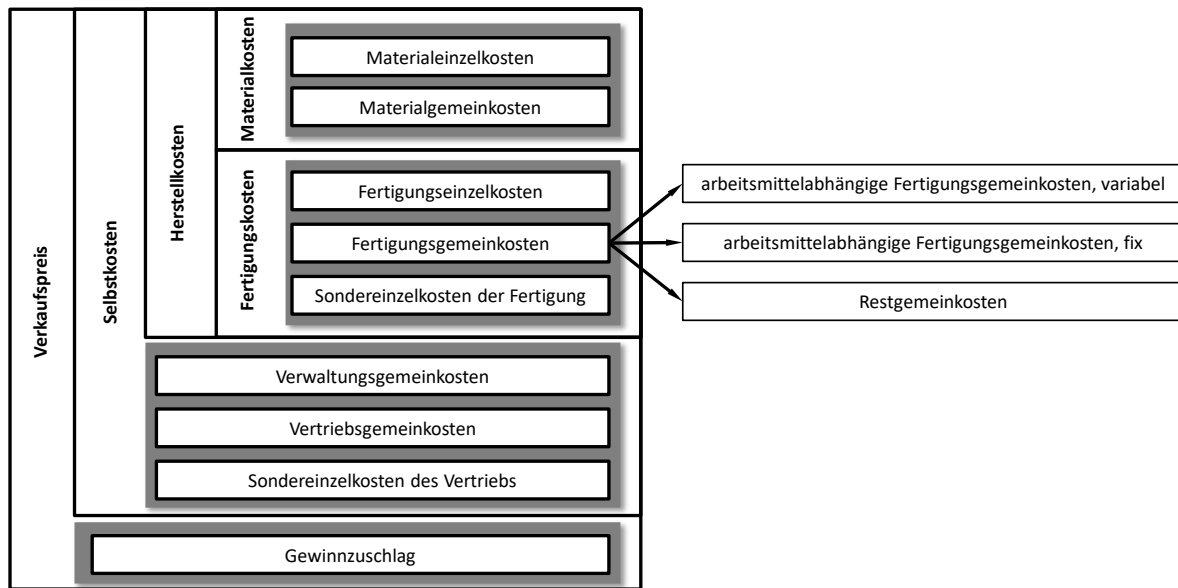 Verkaufspreis
Selbstkosten
Herstellkosten
Materialkosten
Materialeinzelkosten
Materialgemeinkosten
Fertigungskosten
Fertigungseinzelkosten
Fertigungsgemeinkosten
Sondereinzelkosten der Fertigung
arbeitsmittelabhängige Fertigungsgemeinkosten, variabel
arbeitsmittelabhängige Fertigungsgemeinkosten, fix
Restgemeinkosten
Verwaltungsgemeinkosten
Vertriebsgemeinkosten
Sondereinzelkosten des Vertriebs
Gewinnzuschlag